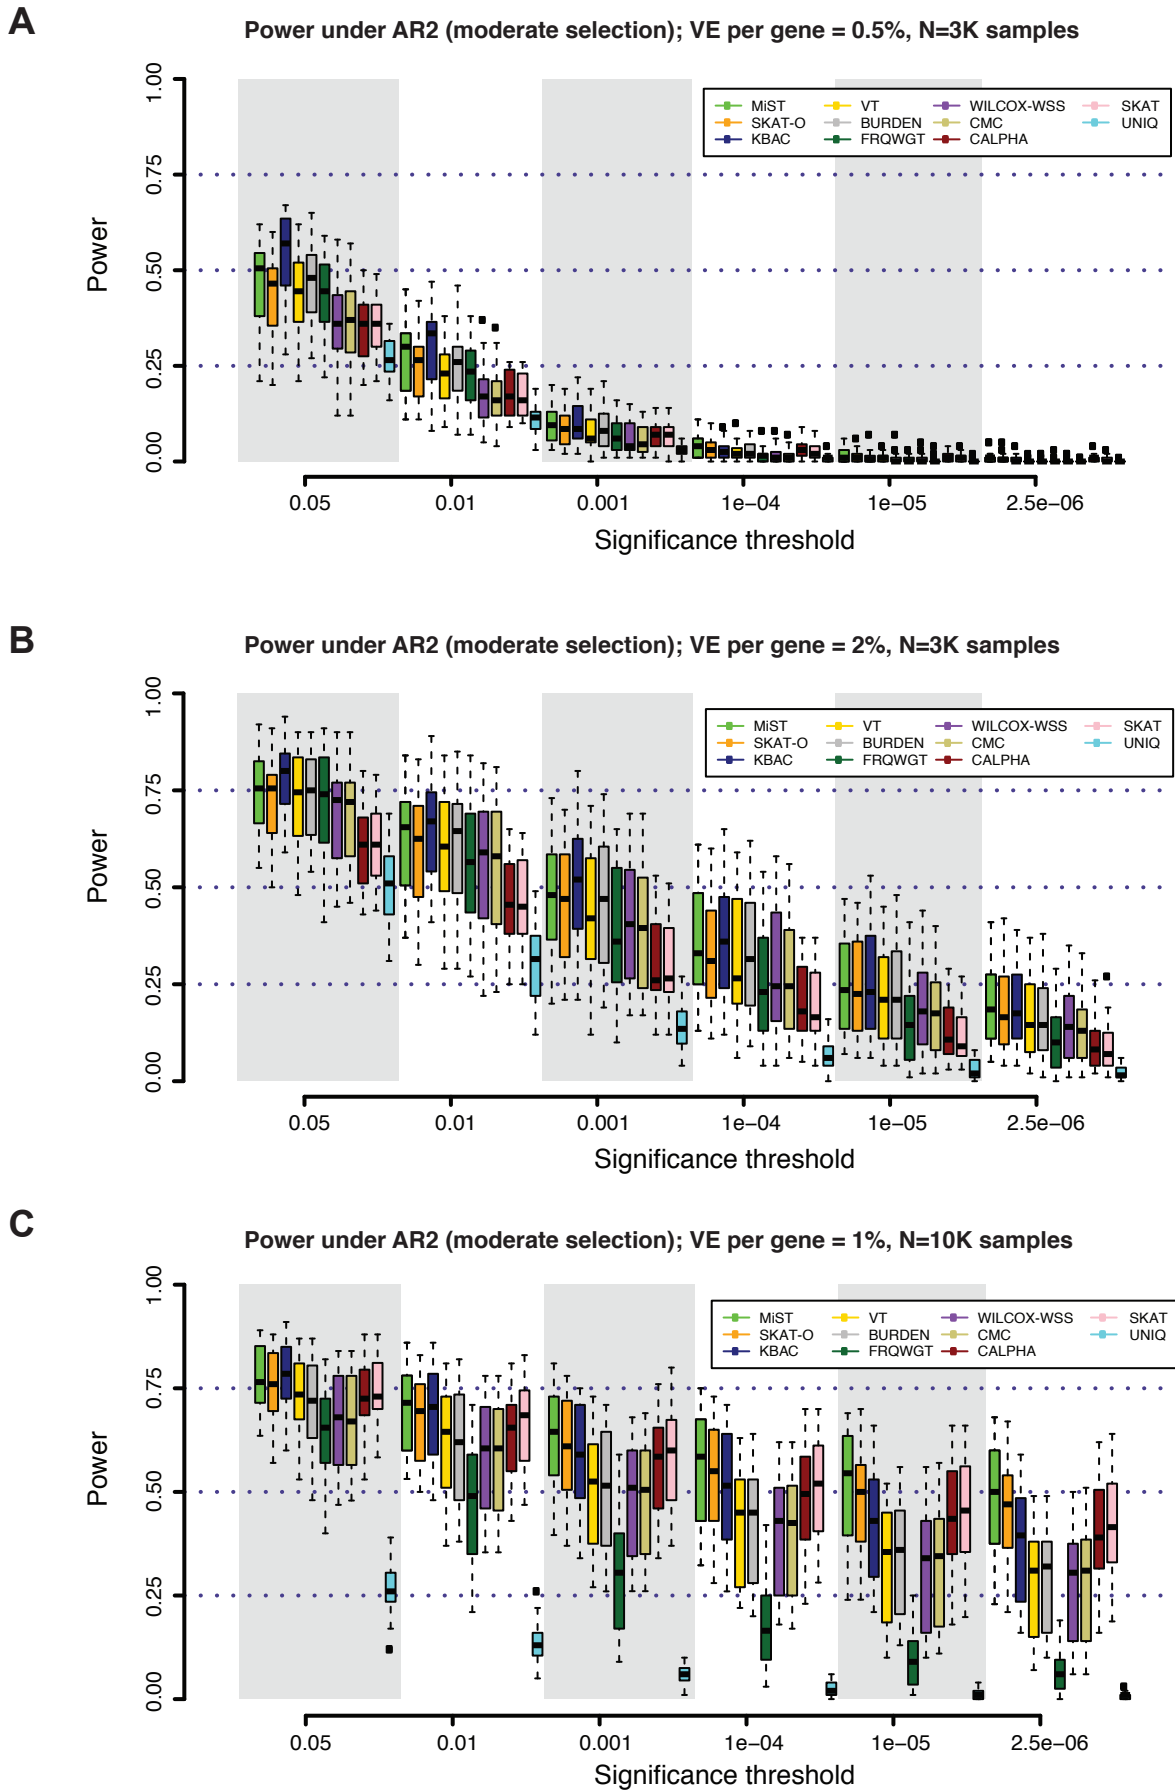 A
Power under AR2 (moderate selection); VE per gene = 0.5%, N=3K samples
MiST VT WILCOX-WSS SKAT
SKAT-O BURDEN CMC UNIQ
KBAC FRQWGT CALPHA
1.00
0.75
0.50
0.25
0.00
Power
0.05 0.01 0.001 1e−04 1e−05 2.5e−06
Significance threshold
B
Power under AR2 (moderate selection); VE per gene = 2%, N=3K samples
MiST VT WILCOX-WSS SKAT
SKAT-O BURDEN CMC UNIQ
KBAC FRQWGT CALPHA
1.00
0.75
0.50
0.25
0.00
Power
0.05 0.01 0.001 1e−04 1e−05 2.5e−06
Significance threshold
C
Power under AR2 (moderate selection); VE per gene = 1%, N=10K samples
MiST VT WILCOX-WSS SKAT
SKAT-O BURDEN CMC UNIQ
KBAC FRQWGT CALPHA
1.00
0.75
0.50
0.25
0.00
Power
0.05 0.01 0.001 1e−04 1e−05 2.5e−06
Significance threshold